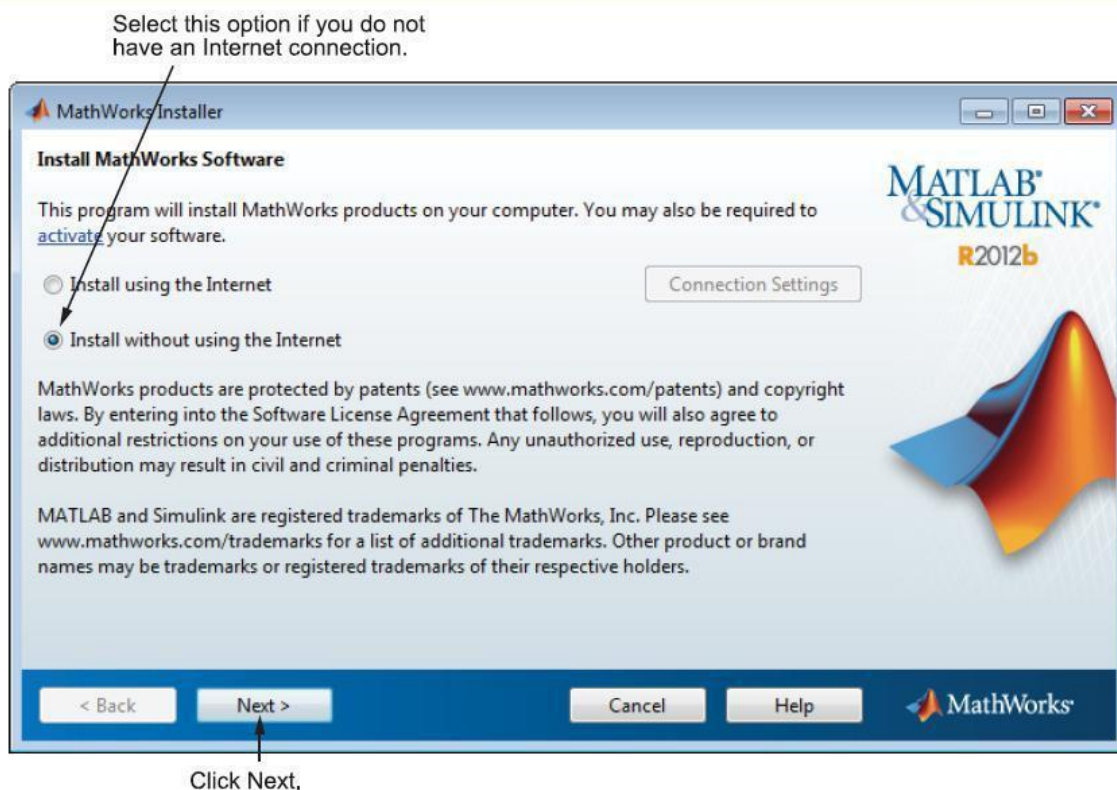 Select this option if you do not
have an Internet connection.
MathWorks Installer
Install MathWorks Software
This program will install MathWorks products on your computer. You may also be required to
activate your software.
Install using the Internet
Connection Settings
Install without using the Internet
MathWorks products are protected by patents (see www.mathworks.com/patents) and copyright
laws. By entering into the Software License Agreement that follows, you will also agree to
additional restrictions on your use of these programs. Any unauthorized use, reproduction, or
distribution may result in civil and criminal penalties.
MATLAB and Simulink are registered trademarks of The MathWorks, Inc. Please see
www.mathworks.com/trademarks for a list of additional trademarks. Other product or brand
names may be trademarks or registered trademarks of their respective holders.
MATLAB®
&SIMULINK®
R2012b
< Back
Next >
Cancel
Help
MathWorks®
Click Next,